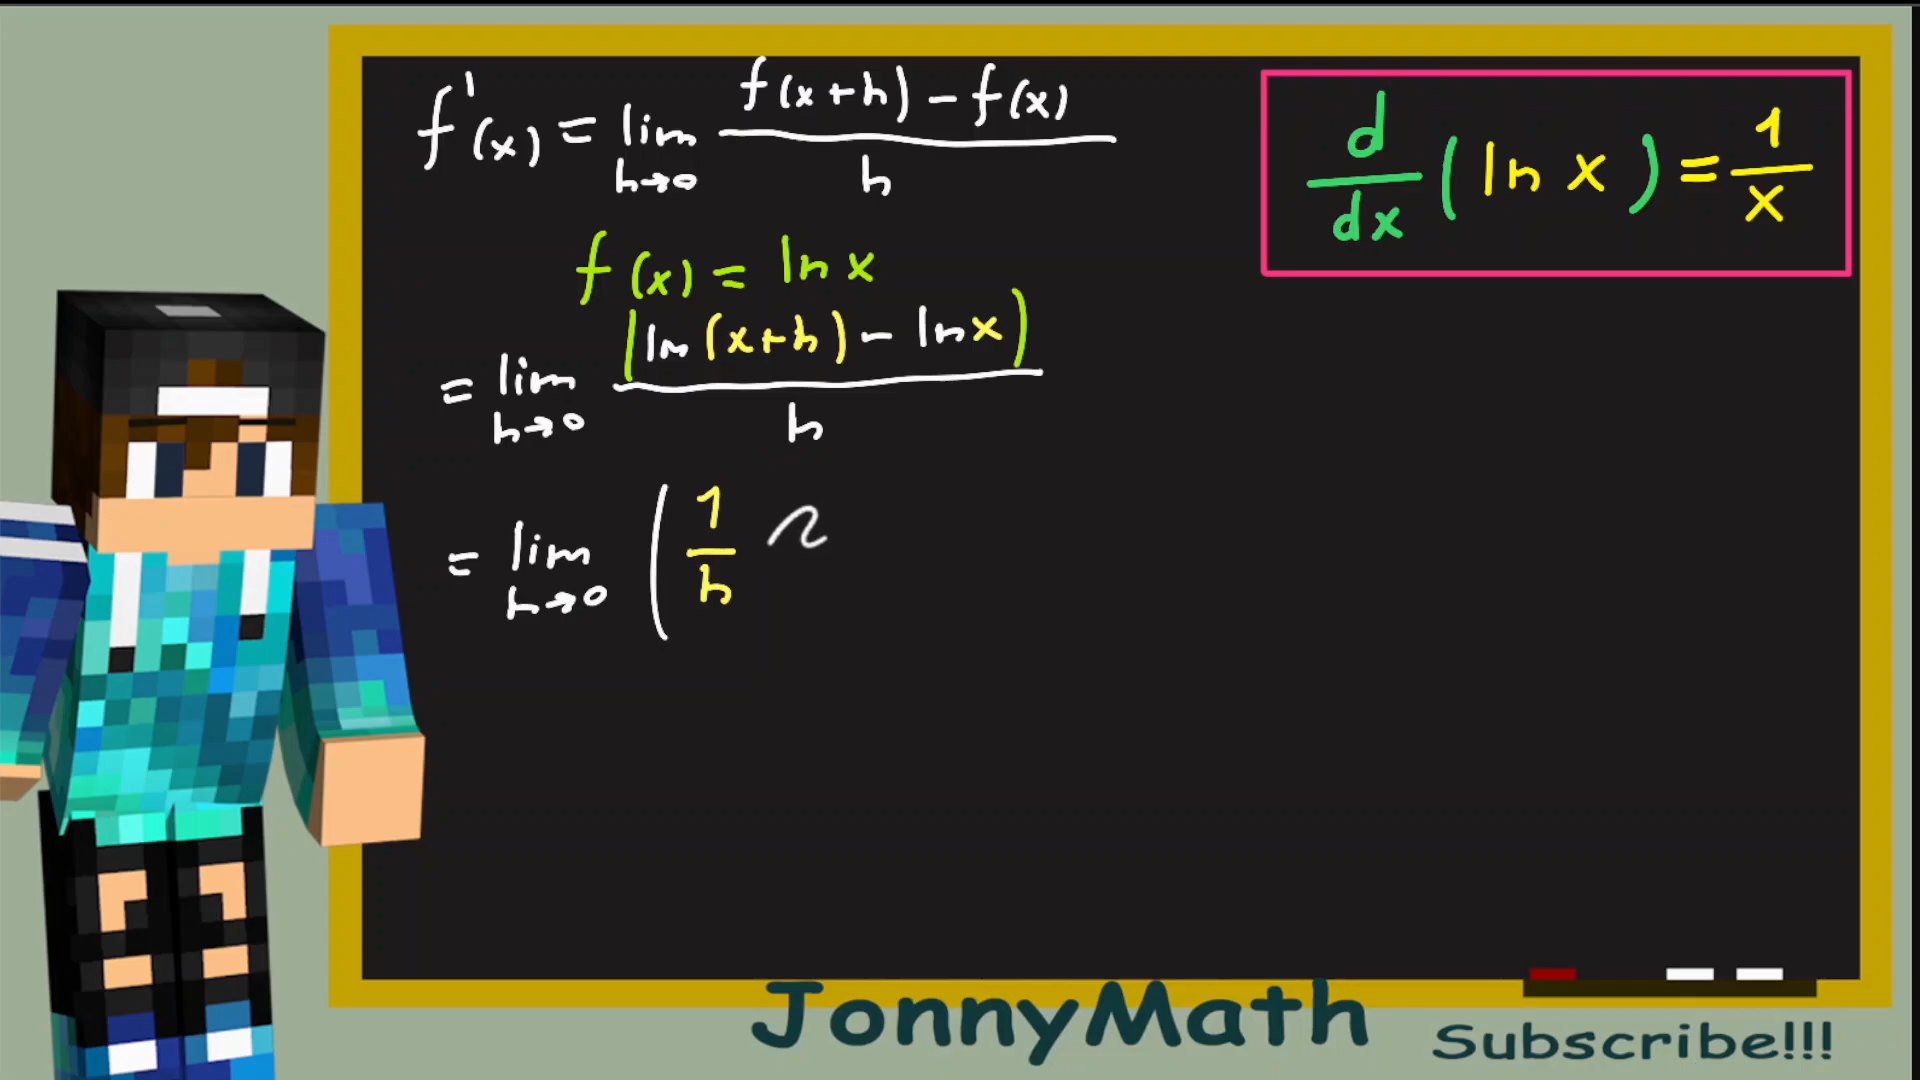 f'(x) = lim h→0 (f(x+h) - f(x))/h
d/dx (ln x) = 1/x
f(x) = ln x
= lim h→0 (ln(x+h) - ln x)/h
= lim h→0 (1/h
JonnyMath
Subscribe!!!